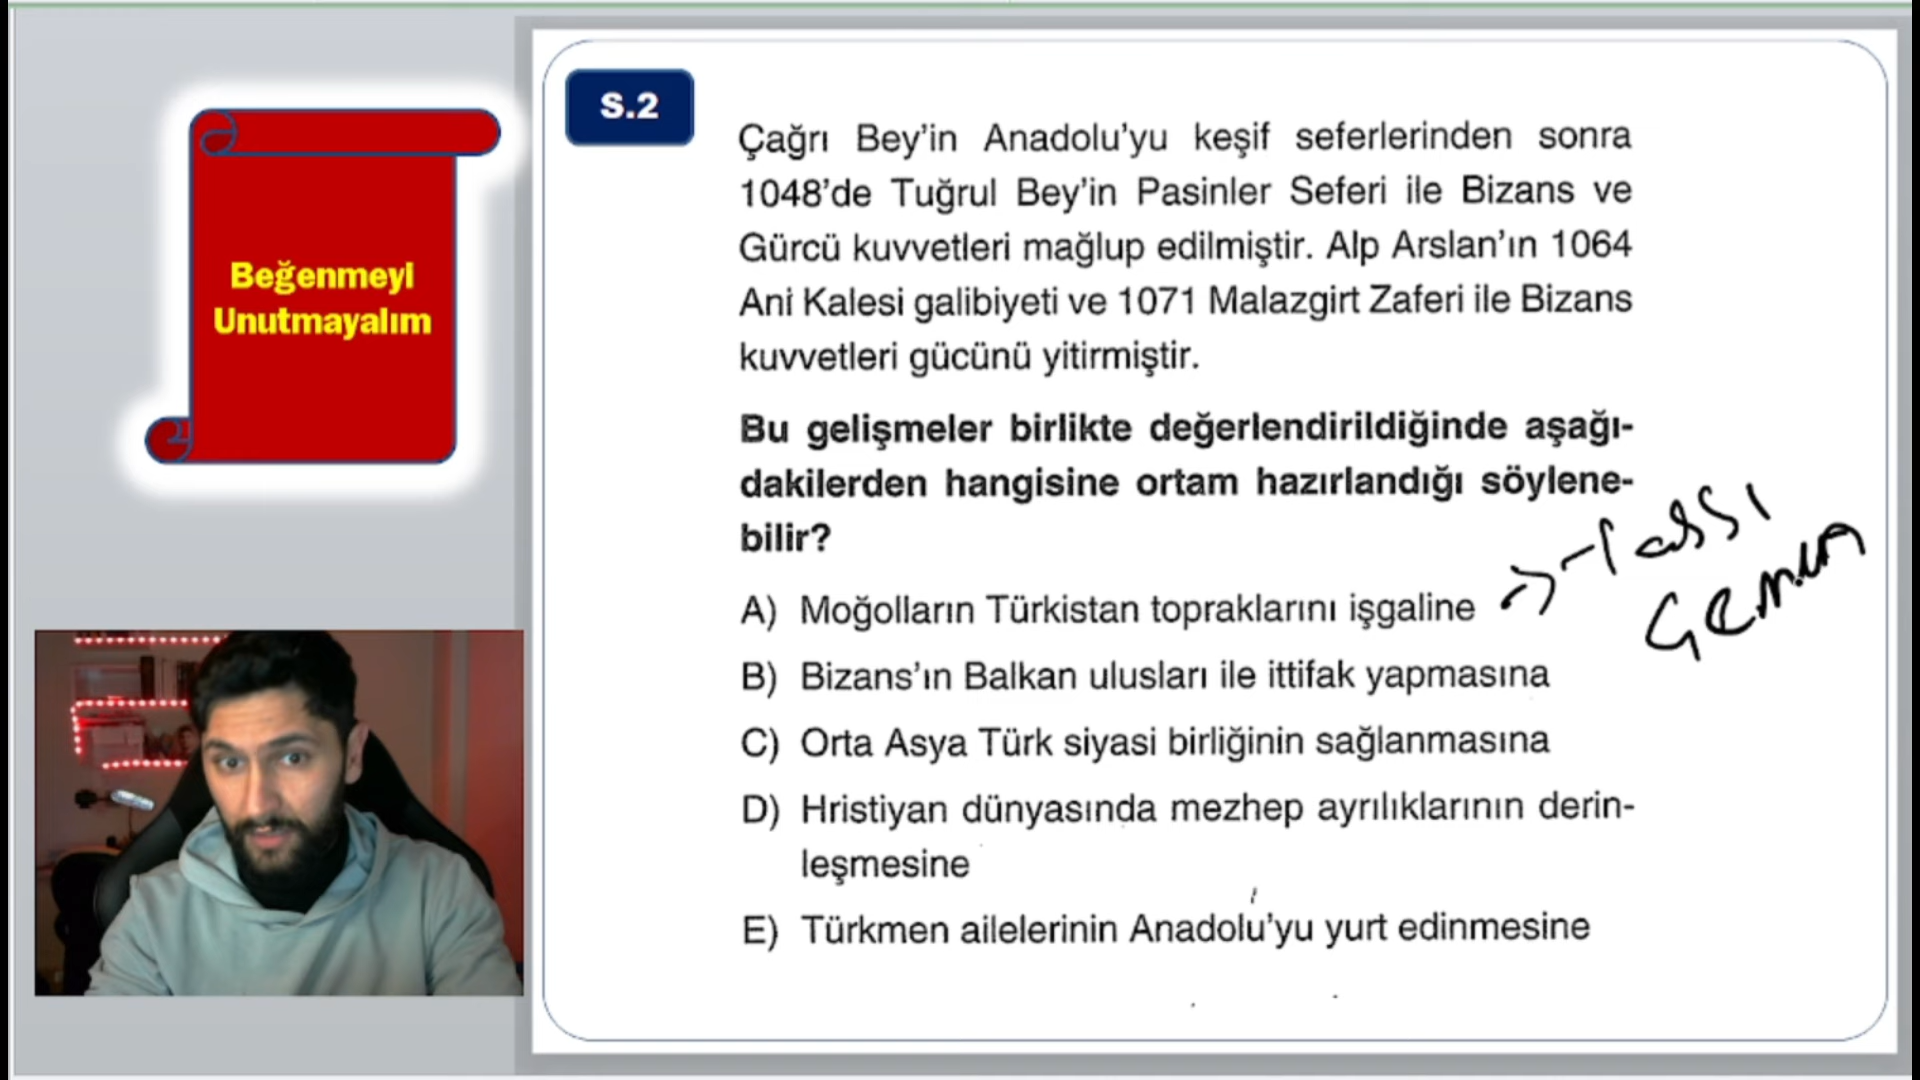 Beğenmeyi
Unutmayalım
S.2
Çağrı Bey'in Anadolu'yu keşif seferlerinden sonra
1048'de Tuğrul Bey'in Pasinler Seferi ile Bizans ve
Gürcü kuvvetleri mağlup edilmiştir. Alp Arslan'ın 1064
Ani Kalesi galibiyeti ve 1071 Malazgirt Zaferi ile Bizans
kuvvetleri gücünü yitirmiştir.
Bu gelişmeler birlikte değerlendirildiğinde aşağı-
dakilerden hangisine ortam hazırlandığı söylene-
bilir?
A) Moğolların Türkistan topraklarını işgaline
B) Bizans'ın Balkan ulusları ile ittifak yapmasına
C) Orta Asya Türk siyasi birliğinin sağlanmasına
D) Hristiyan dünyasında mezhep ayrılıklarının derin-
leşmesine
E) Türkmen ailelerinin Anadolu'yu yurt edinmesine